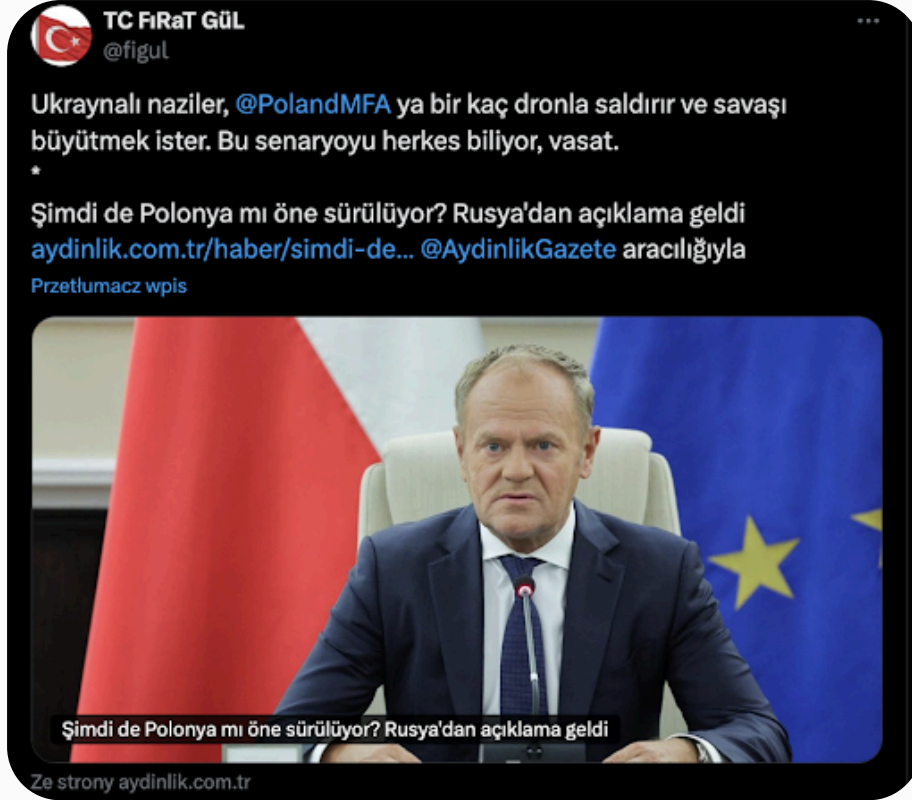 TC FıRaT GüL
@figul
Ukraynalı naziler, @PolandMFA ya bir kaç dronla saldırır ve savaşı
büyütmek ister. Bu senaryoyu herkes biliyor, vasat.
*
Şimdi de Polonya mı öne sürülüyor? Rusya'dan açıklama geldi
aydinlik.com.tr/haber/simdi-de... @AydinlikGazete aracılığıyla
Przetłumacz wpis
Şimdi de Polonya mı öne sürülüyor? Rusya'dan açıklama geldi
Ze strony aydinlik.com.tr